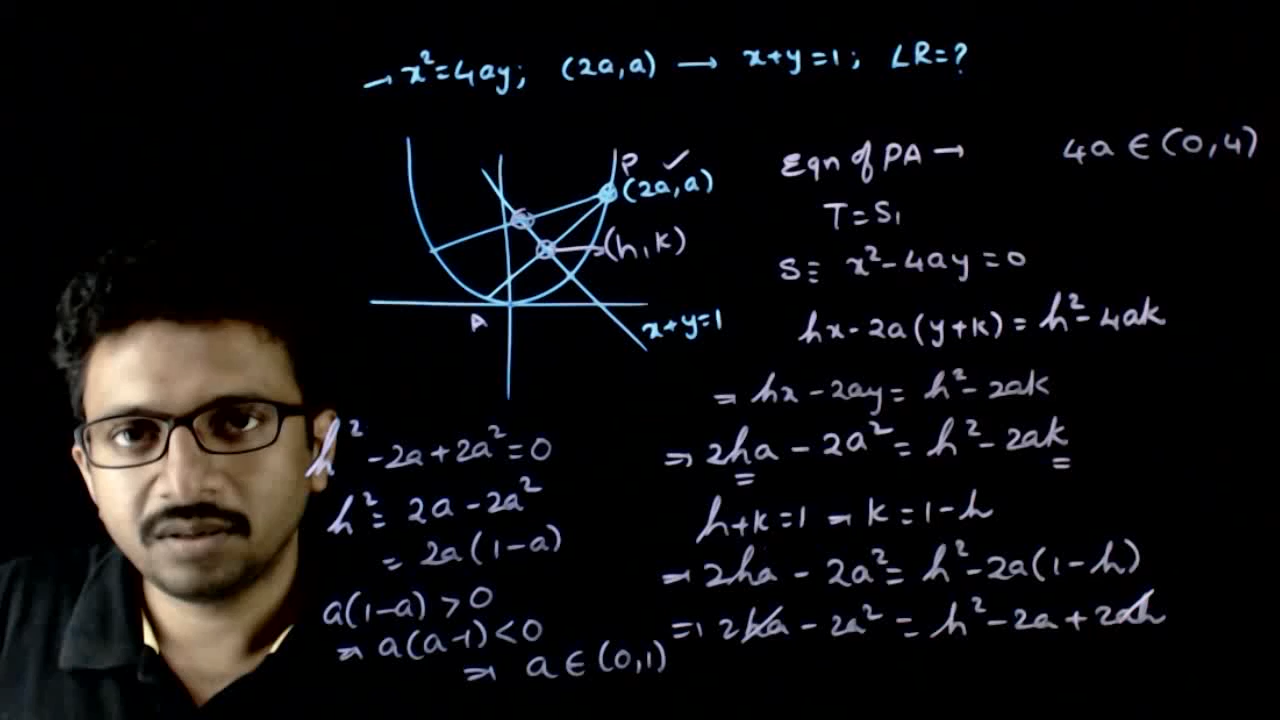 → x²=4ay; (2a,a) → x+y=1; LR=?
P ✓
(2a,a)
(h,k)
A
x+y=1
Eqn of PA → 4a ∈ (0,4)
T=S₁
S≡ x²-4ay=0
hx-2a(y+k)=h²-4ak
⇒ hx-2ay=h²-2ak
⇒ 2ha-2a²=h²-2ak
h+k=1 ⇒ k=1-h
⇒ 2ha-2a²=h²-2a(1-h)
⇒ 2ha-2a²=h²-2a+2ah
h²-2a+2a²=0
h²=2a-2a²
=2a(1-a)
a(1-a)>0
⇒ a(a-1)<0
⇒ a∈(0,1)